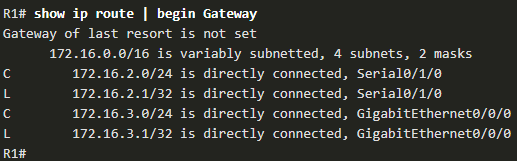 R1# show ip route | begin Gateway
Gateway of last resort is not set
      172.16.0.0/16 is variably subnetted, 4 subnets, 2 masks
C        172.16.2.0/24 is directly connected, Serial0/1/0
L        172.16.2.1/32 is directly connected, Serial0/1/0
C        172.16.3.0/24 is directly connected, GigabitEthernet0/0/0
L        172.16.3.1/32 is directly connected, GigabitEthernet0/0/0
R1#